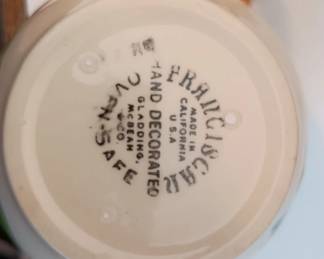 FRANCISCAN
MADE IN
CALIFORNIA
U.S.A
HAND DECORATED
GLADDING,
McBEAN
& CO.
OVEN-SAFE